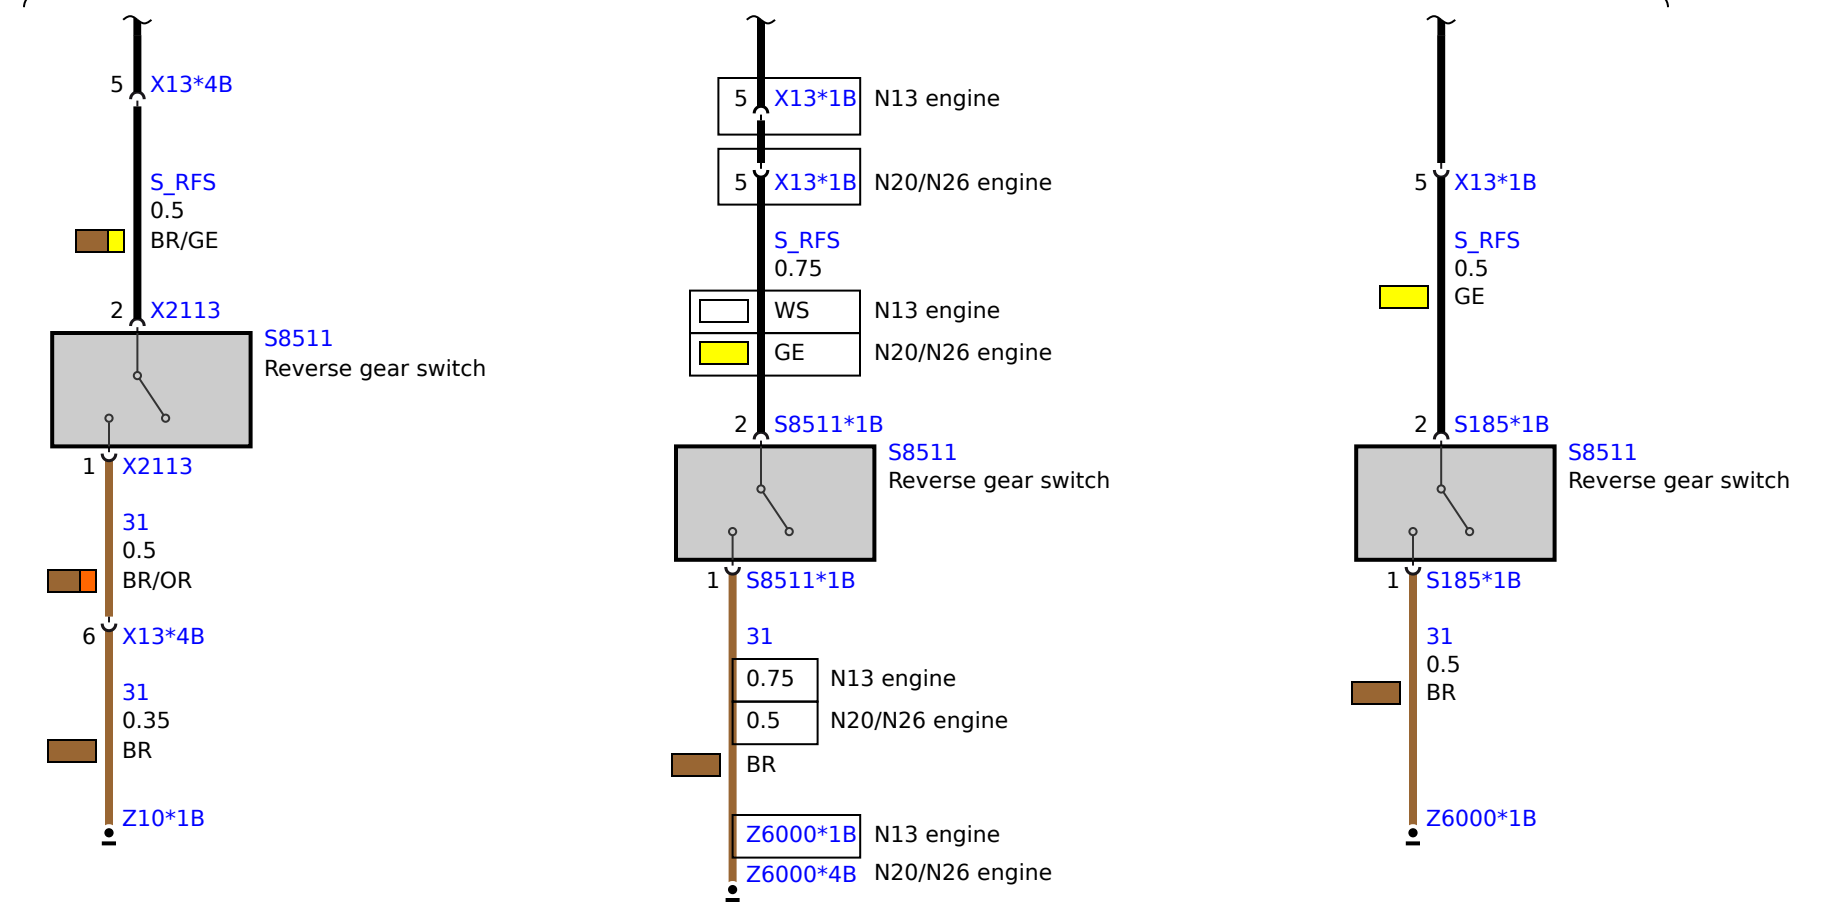 5 X13*4B
S_RFS
0.5
BR/GE
2 X2113
S8511
Reverse gear switch
1 X2113
31
0.5
BR/OR
6 X13*4B
31
0.35
BR
Z10*1B
5 X13*1B N13 engine
5 X13*1B N20/N26 engine
S_RFS
0.75
WS N13 engine
GE N20/N26 engine
2 S8511*1B
S8511
Reverse gear switch
1 S8511*1B
31
0.75 N13 engine
0.5 N20/N26 engine
BR
Z6000*1B N13 engine
Z6000*4B N20/N26 engine
5 X13*1B
S_RFS
0.5
GE
2 S185*1B
S8511
Reverse gear switch
1 S185*1B
31
0.5
BR
Z6000*1B